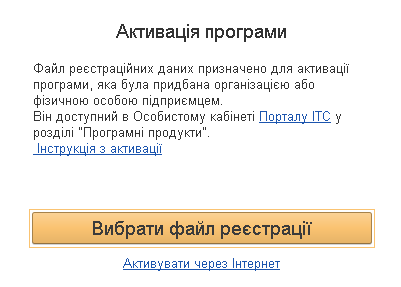 Активація програми
Файл реєстраційних даних призначено для активації
програми, яка була придбана організацією або
фізичною особою підприємцем.
Він доступний в Особистому кабінеті Порталу ІТС у
розділі "Програмні продукти".
Інструкція з активації
Вибрати файл реєстрації
Активувати через Інтернет